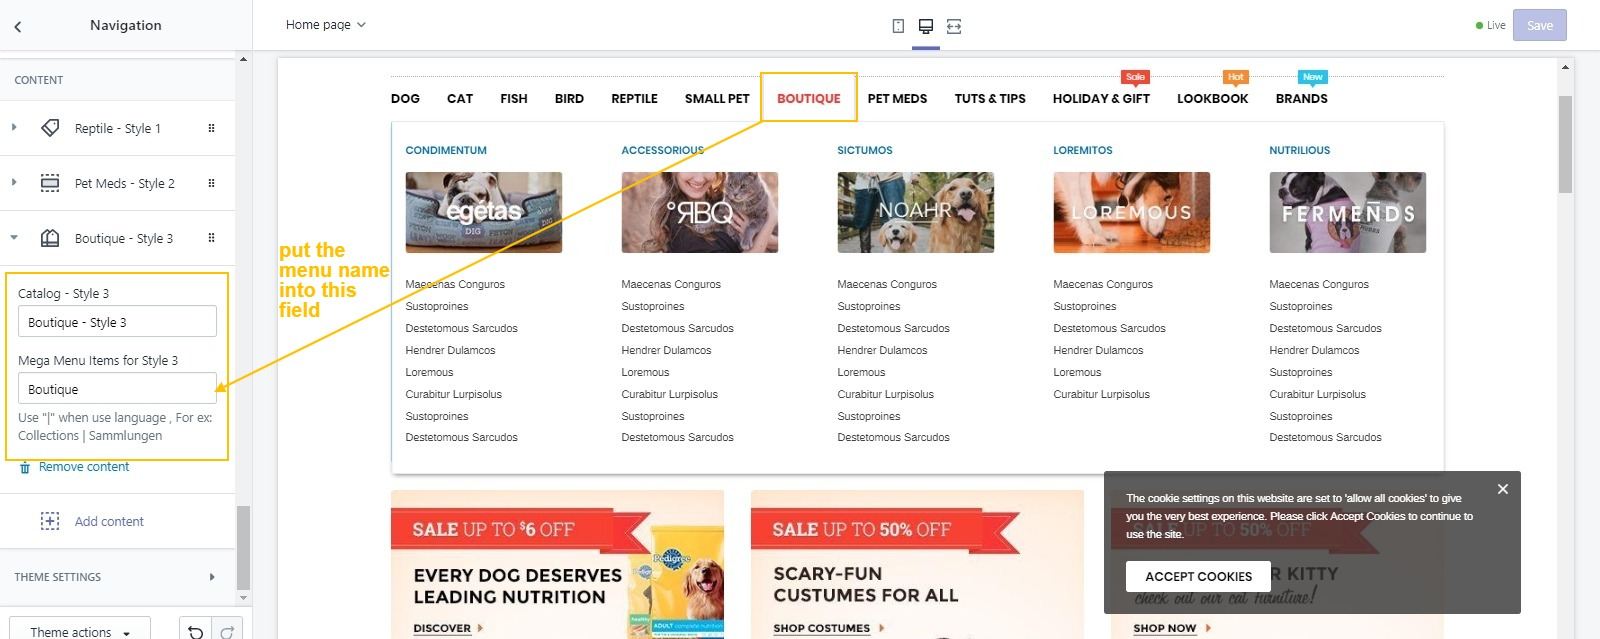 Navigation
Home page
Live
Save
CONTENT
Reptile - Style 1
Pet Meds - Style 2
Boutique - Style 3
Catalog - Style 3
Boutique - Style 3
Mega Menu Items for Style 3
Boutique
Use "|" when use language , For ex:
Collections | Sammlungen
Remove content
Add content
THEME SETTINGS
Theme actions
put the
menu name
into this
field
Sale
Hot
New
DOG CAT FISH BIRD REPTILE SMALL PET BOUTIQUE PET MEDS TUTS & TIPS HOLIDAY & GIFT LOOKBOOK BRANDS
CONDIMENTUM
egétas
DIG
Maecenas Conguros
Sustoproines
Destetomous Sarcudos
Hendrer Dulamcos
Loremous
Curabitur Lurpisolus
Sustoproines
Destetomous Sarcudos
ACCESSORIOUS
°ЯBQ
Maecenas Conguros
Sustoproines
Destetomous Sarcudos
Hendrer Dulamcos
Loremous
Curabitur Lurpisolus
Sustoproines
Destetomous Sarcudos
SICTUMOS
NOAHR
Maecenas Conguros
Sustoproines
Destetomous Sarcudos
Hendrer Dulamcos
Loremous
Curabitur Lurpisolus
Sustoproines
Destetomous Sarcudos
LOREMITOS
LOREMOUS
Maecenas Conguros
Sustoproines
Destetomous Sarcudos
Hendrer Dulamcos
Loremous
Curabitur Lurpisolus
NUTRILIOUS
FERMEÑDS
Maecenas Conguros
Sustoproines
Destetomous Sarcudos
Hendrer Dulamcos
Sustoproines
Curabitur Lurpisolus
Sustoproines
Destetomous Sarcudos
SALE UP TO $6 OFF
EVERY DOG DESERVES
LEADING NUTRITION
DISCOVER
Pedigree
ADULT complete nutrition
SALE UP TO 50% OFF
SCARY-FUN
COSTUMES FOR ALL
SHOP COSTUMES
SALE UP TO 50% OFF
R KITTY
check out our cat furniture!
SHOP NOW
The cookie settings on this website are set to 'allow all cookies' to give
you the very best experience. Please click Accept Cookies to continue to
use the site.
ACCEPT COOKIES